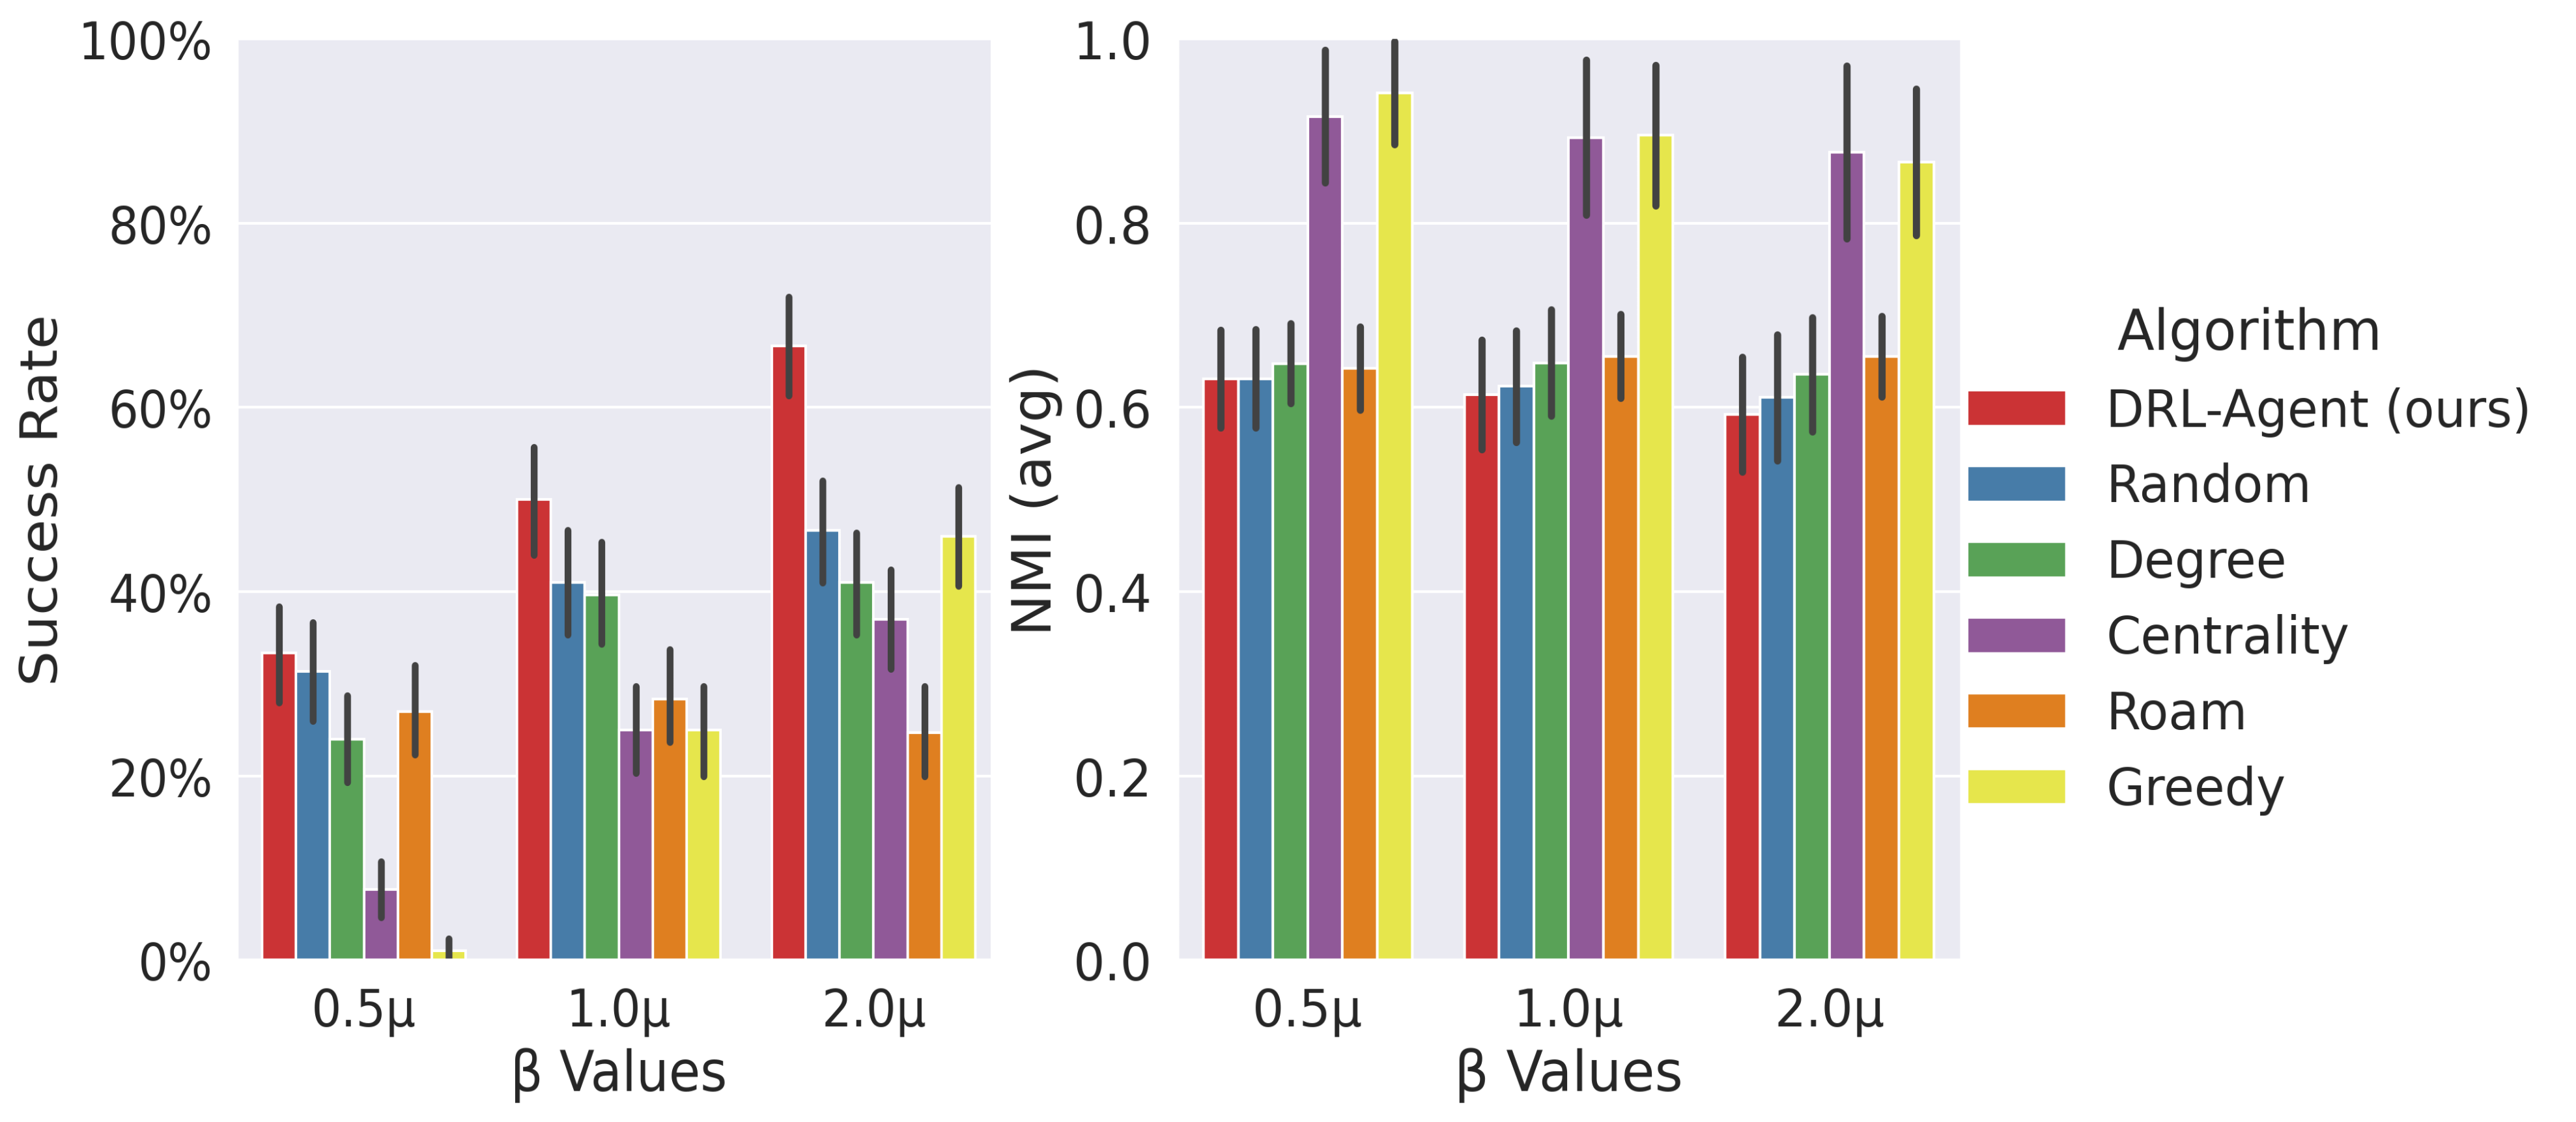 100%
80%
60%
40%
20%
0%
Success Rate
0.5μ 1.0μ 2.0μ
β Values
1.0
0.8
0.6
0.4
0.2
0.0
NMI (avg)
0.5μ 1.0μ 2.0μ
β Values
Algorithm
DRL-Agent (ours)
Random
Degree
Centrality
Roam
Greedy